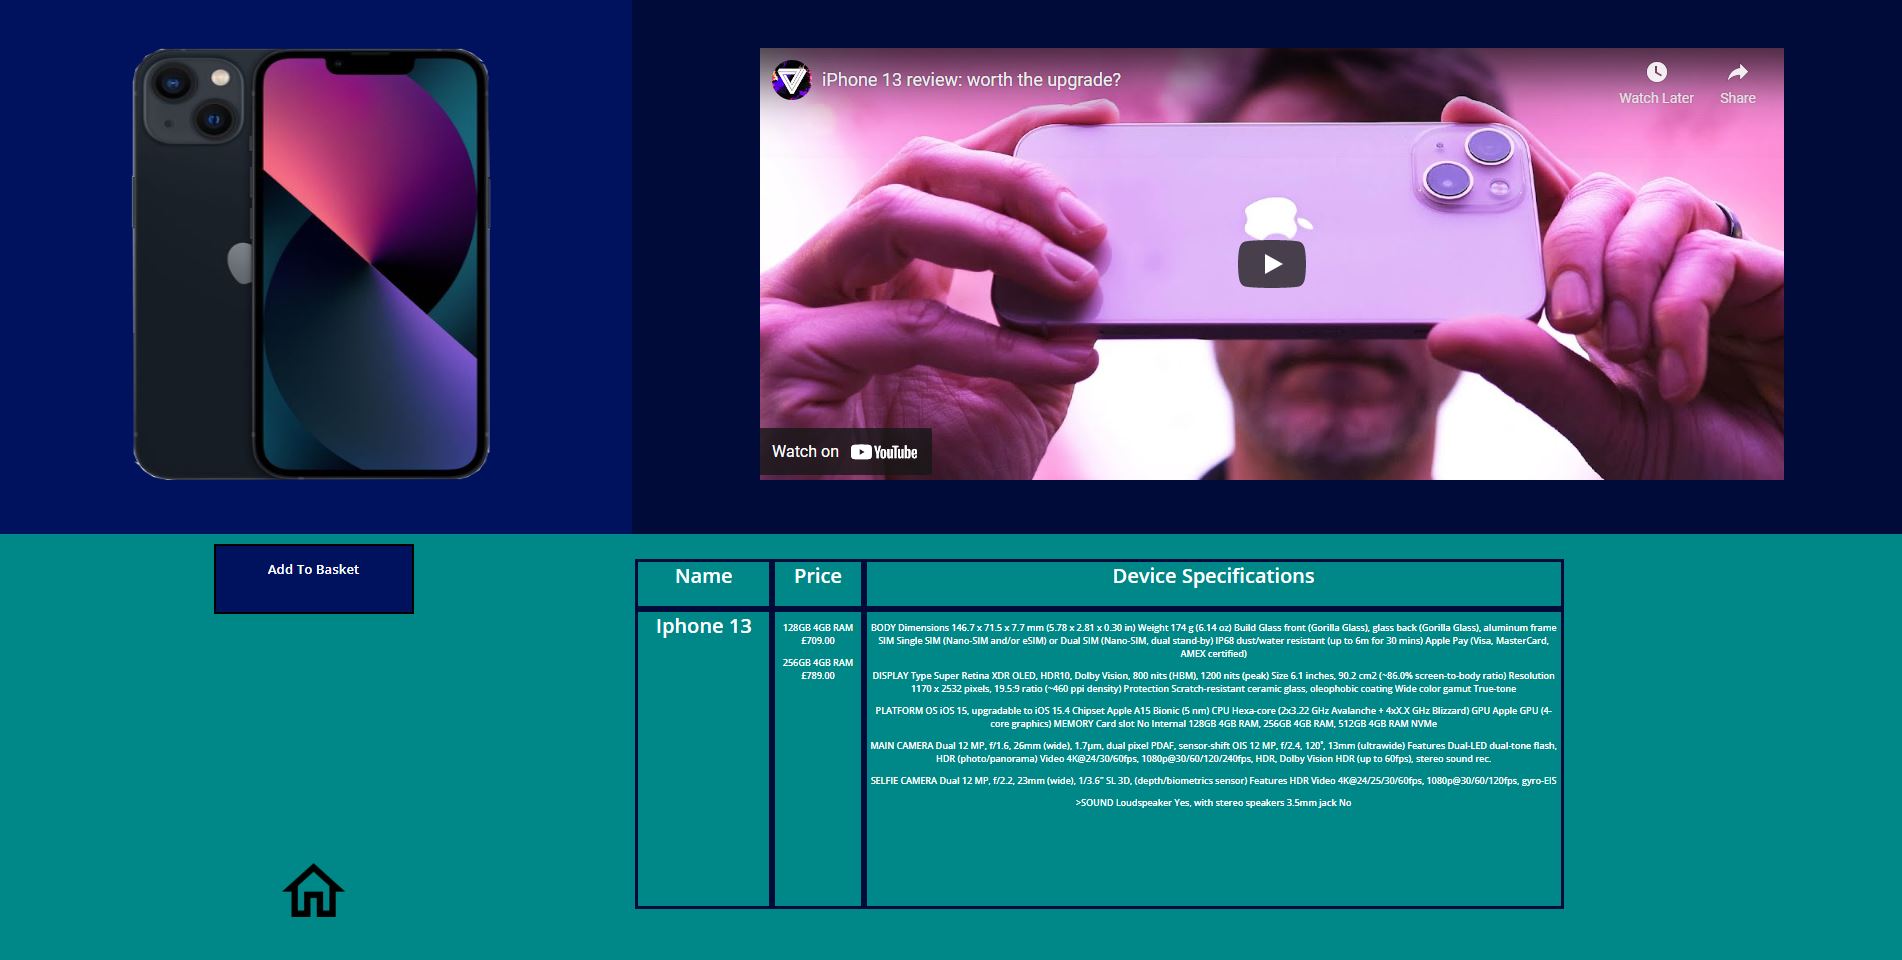 iPhone 13 review: worth the upgrade?
Watch Later
Share
Watch on YouTube
Add To Basket
Name
Price
Device Specifications
Iphone 13
128GB 4GB RAM
£709.00
256GB 4GB RAM
£789.00
BODY Dimensions 146.7 x 71.5 x 7.7 mm (5.78 x 2.81 x 0.30 in) Weight 174 g (6.14 oz) Build Glass front (Gorilla Glass), glass back (Gorilla Glass), aluminum frame
SIM Single SIM (Nano-SIM and/or eSIM) or Dual SIM (Nano-SIM, dual stand-by) IP68 dust/water resistant (up to 6m for 30 mins) Apple Pay (Visa, MasterCard,
AMEX certified)
DISPLAY Type Super Retina XDR OLED, HDR10, Dolby Vision, 800 nits (HBM), 1200 nits (peak) Size 6.1 inches, 90.2 cm2 (~86.0% screen-to-body ratio) Resolution
1170 x 2532 pixels, 19.5:9 ratio (~460 ppi density) Protection Scratch-resistant ceramic glass, oleophobic coating Wide color gamut True-tone
PLATFORM OS iOS 15, upgradable to iOS 15.4 Chipset Apple A15 Bionic (5 nm) CPU Hexa-core (2x3.22 GHz Avalanche + 4xX.X GHz Blizzard) GPU Apple GPU (4-
core graphics) MEMORY Card slot No Internal 128GB 4GB RAM, 256GB 4GB RAM, 512GB 4GB RAM NVMe
MAIN CAMERA Dual 12 MP, f/1.6, 26mm (wide), 1.7µm, dual pixel PDAF, sensor-shift OIS 12 MP, f/2.4, 120˚, 13mm (ultrawide) Features Dual-LED dual-tone flash,
HDR (photo/panorama) Video 4K@24/30/60fps, 1080p@30/60/120/240fps, HDR, Dolby Vision HDR (up to 60fps), stereo sound rec.
SELFIE CAMERA Dual 12 MP, f/2.2, 23mm (wide), 1/3.6" SL 3D, (depth/biometrics sensor) Features HDR Video 4K@24/25/30/60fps, 1080p@30/60/120fps, gyro-EIS
>SOUND Loudspeaker Yes, with stereo speakers 3.5mm jack No